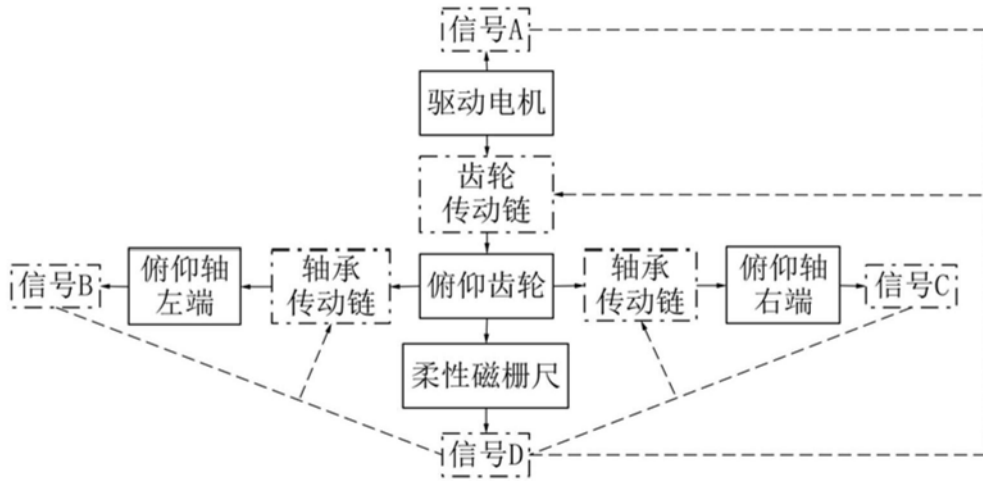 信号A
驱动电机
齿轮
传动链
信号B
俯仰轴
左端
轴承
传动链
俯仰齿轮
轴承
传动链
俯仰轴
右端
信号C
柔性磁栅尺
信号D